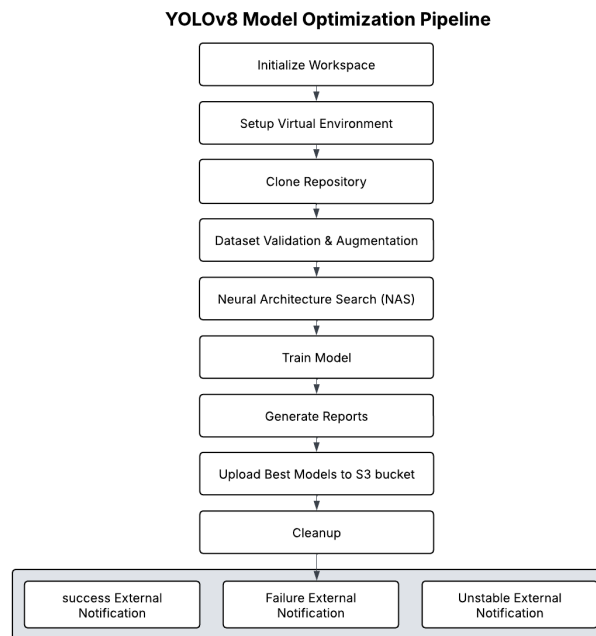 YOLOv8 Model Optimization Pipeline
Initialize Workspace
Setup Virtual Environment
Clone Repository
Dataset Validation & Augmentation
Neural Architecture Search (NAS)
Train Model
Generate Reports
Upload Best Models to S3 bucket
Cleanup
success External
Notification
Failure External
Notification
Unstable External
Notification